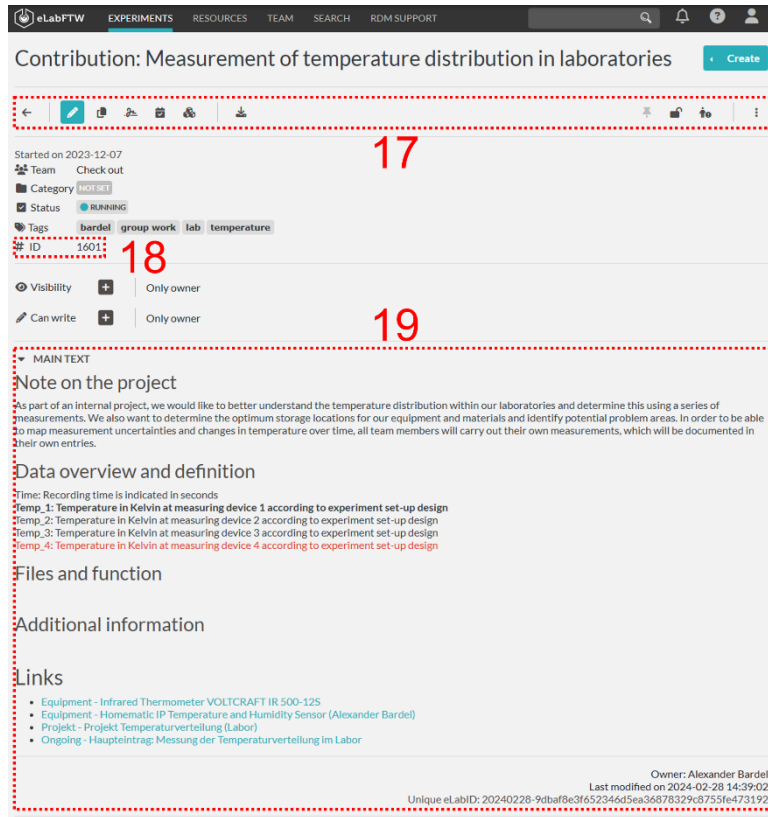 eLabFTW EXPERIMENTS RESOURCES TEAM SEARCH RDM SUPPORT
Contribution: Measurement of temperature distribution in laboratories
Create
17
Started on 2023-12-07
Team Check out
Category NOT SET
Status RUNNING
Tags bardel group work lab temperature
# ID 1601
18
Visibility Only owner
Can write Only owner
19
MAIN TEXT
Note on the project
As part of an internal project, we would like to better understand the temperature distribution within our laboratories and determine this using a series of
measurements. We also want to determine the optimum storage locations for our equipment and materials and identify potential problem areas. In order to be able
to map measurement uncertainties and changes in temperature over time, all team members will carry out their own measurements, which will be documented in
their own entries.
Data overview and definition
Time: Recording time is indicated in seconds
Temp_1: Temperature in Kelvin at measuring device 1 according to experiment set-up design
Temp_2: Temperature in Kelvin at measuring device 2 according to experiment set-up design
Temp_3: Temperature in Kelvin at measuring device 3 according to experiment set-up design
Temp_4: Temperature in Kelvin at measuring device 4 according to experiment set-up design
Files and function
Additional information
Links
Equipment - Infrared Thermometer VOLTCRAFT IR 500-12S
Equipment - Homematic IP Temperature and Humidity Sensor (Alexander Bardel)
Projekt - Projekt Temperaturverteilung (Labor)
Ongoing - Haupteintrag: Messung der Temperaturverteilung im Labor
Owner: Alexander Bardel
Last modified on 2024-02-28 14:39:02
Unique eLabID: 20240228-9dbaf8e3f652346d5ea36878329c8755fe473192